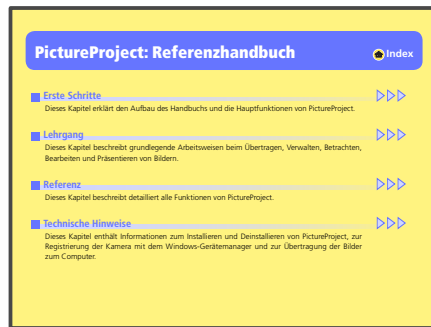 PictureProject: Referenzhandbuch
Index
Erste Schritte
Dieses Kapitel erklärt den Aufbau des Handbuchs und die Hauptfunktionen von PictureProject.
Lehrgang
Dieses Kapitel beschreibt grundlegende Arbeitsweisen beim Übertragen, Verwalten, Betrachten,
Bearbeiten und Präsentieren von Bildern.
Referenz
Dieses Kapitel beschreibt detailliert alle Funktionen von PictureProject.
Technische Hinweise
Dieses Kapitel enthält Informationen zum Installieren und Deinstallieren von PictureProject, zur
Registrierung der Kamera mit dem Windows-Gerätemanager und zur Übertragung der Bilder
zum Computer.